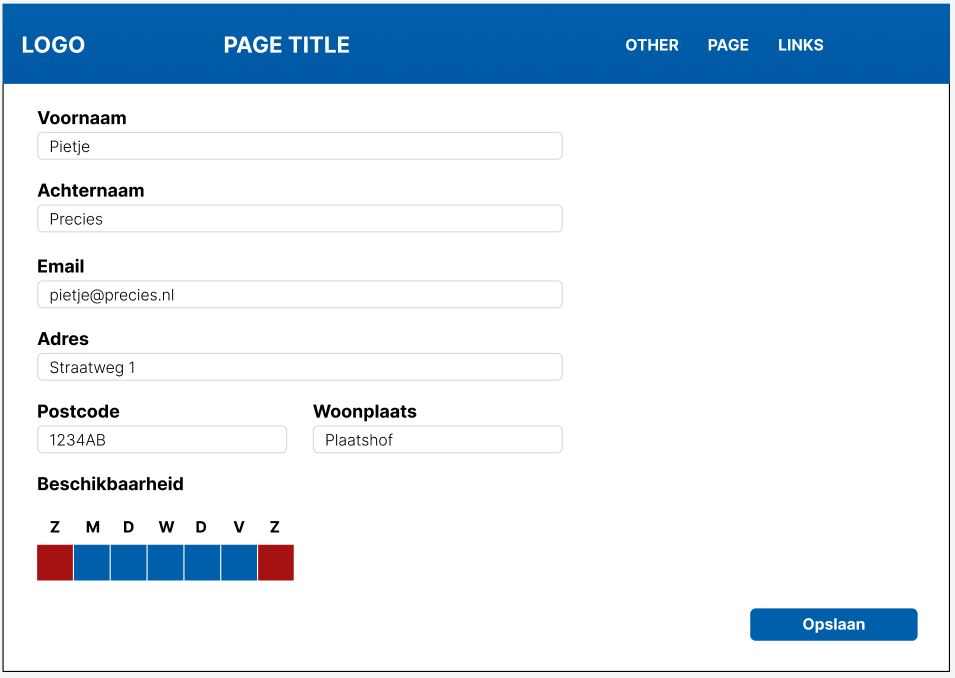 LOGO PAGE TITLE OTHER PAGE LINKS
Voornaam
Pietje
Achternaam
Precies
Email
pietje@precies.nl
Adres
Straatweg 1
Postcode Woonplaats
1234AB Plaatshof
Beschikbaarheid
Z M D W D V Z
Opslaan